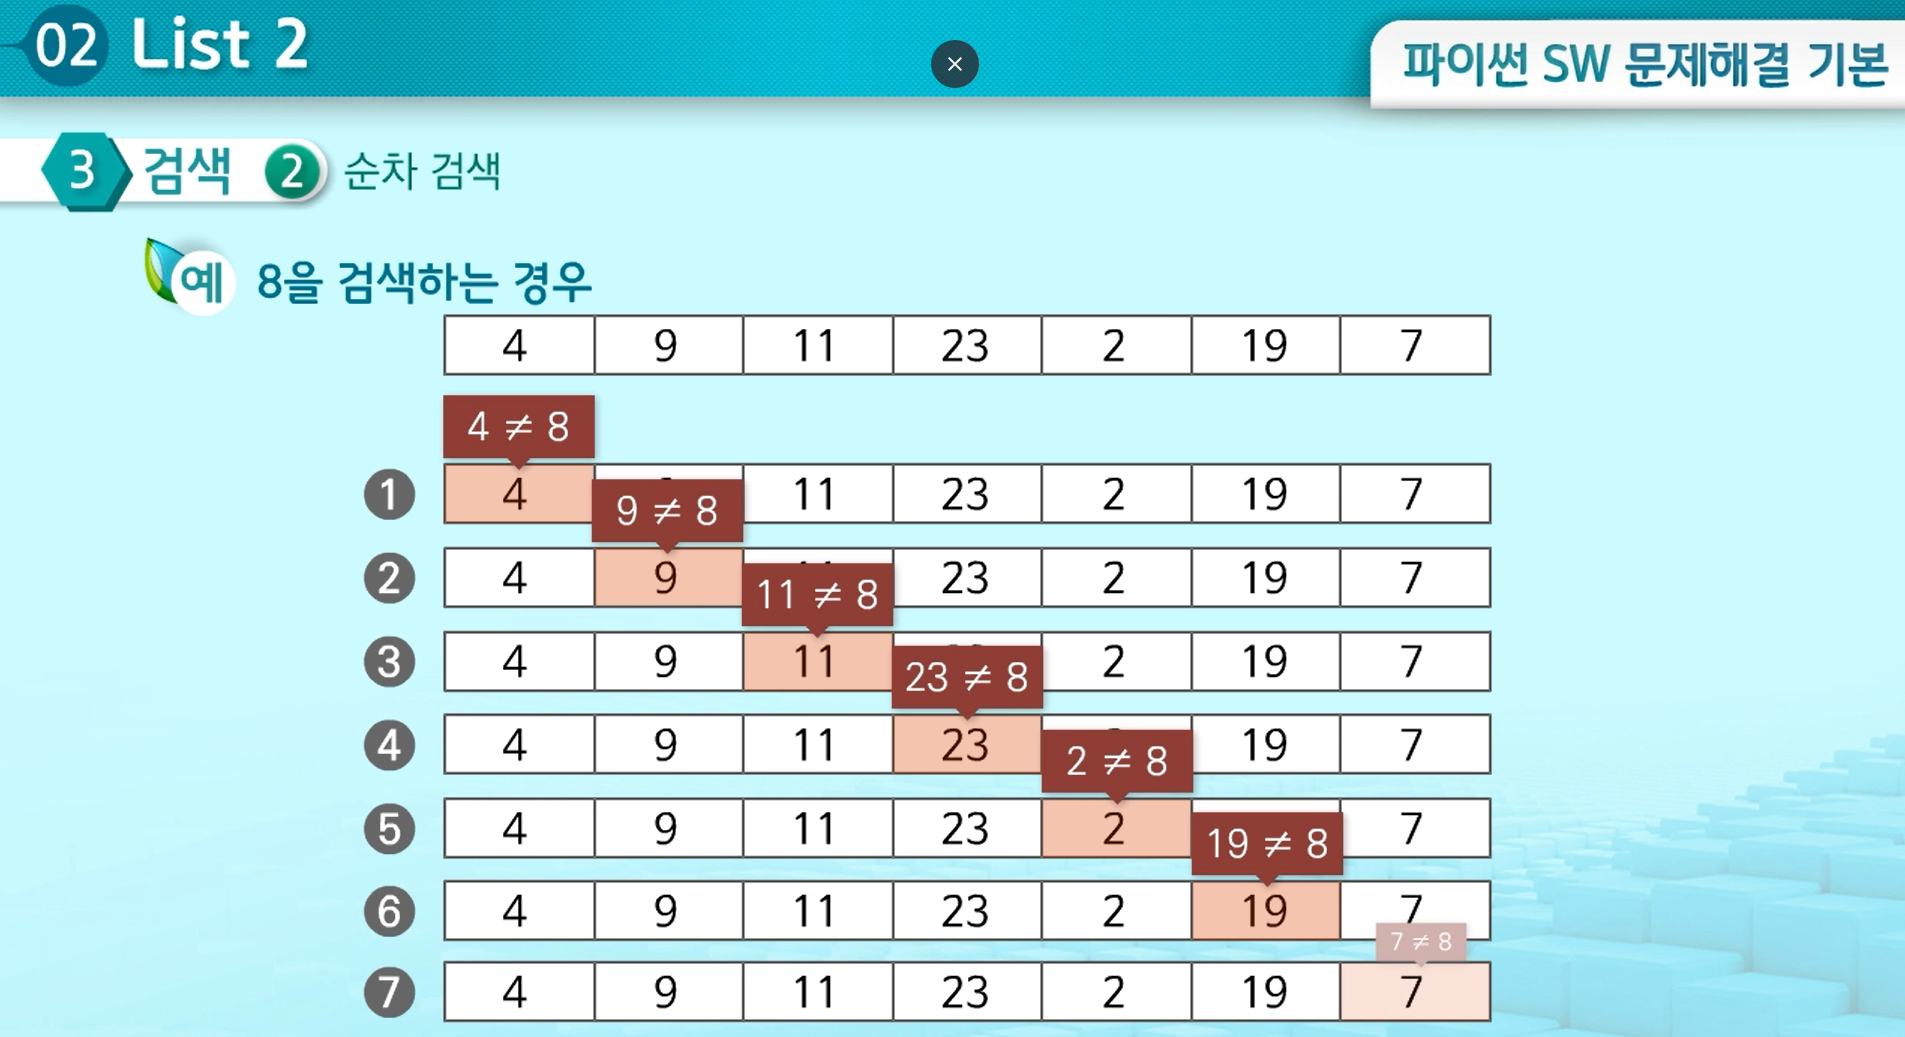 02 List 2
파이썬 SW 문제해결 기본
3 검색 2 순차 검색
예 8을 검색하는 경우
4 9 11 23 2 19 7
4 ≠ 8
1 4 11 23 2 19 7
9 ≠ 8
2 4 9 23 2 19 7
11 ≠ 8
3 4 9 11 2 19 7
23 ≠ 8
4 4 9 11 23 19 7
2 ≠ 8
5 4 9 11 23 2 7
19 ≠ 8
6 4 9 11 23 2 19 7
7 ≠ 8
7 4 9 11 23 2 19 7